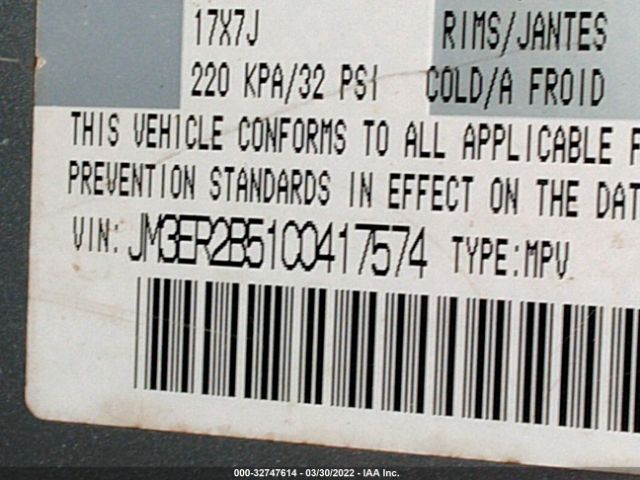 17X7J RIMS/JANTES
220 KPA/32 PSI COLD/A FROID
THIS VEHICLE CONFORMS TO ALL APPLICABLE F
PREVENTION STANDARDS IN EFFECT ON THE DAT
VIN: JM3ER2B51C0417574 TYPE:MPV
000-32747614 - 03/30/2022 - IAA Inc.